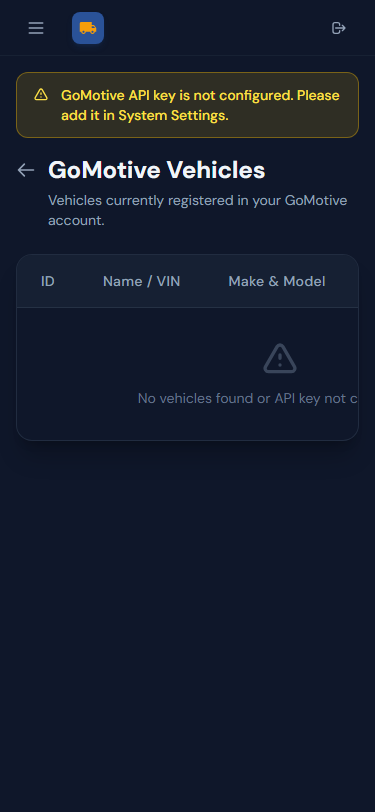 GoMotive API key is not configured. Please
add it in System Settings.
GoMotive Vehicles
Vehicles currently registered in your GoMotive
account.
ID Name / VIN Make & Model
No vehicles found or API key not c